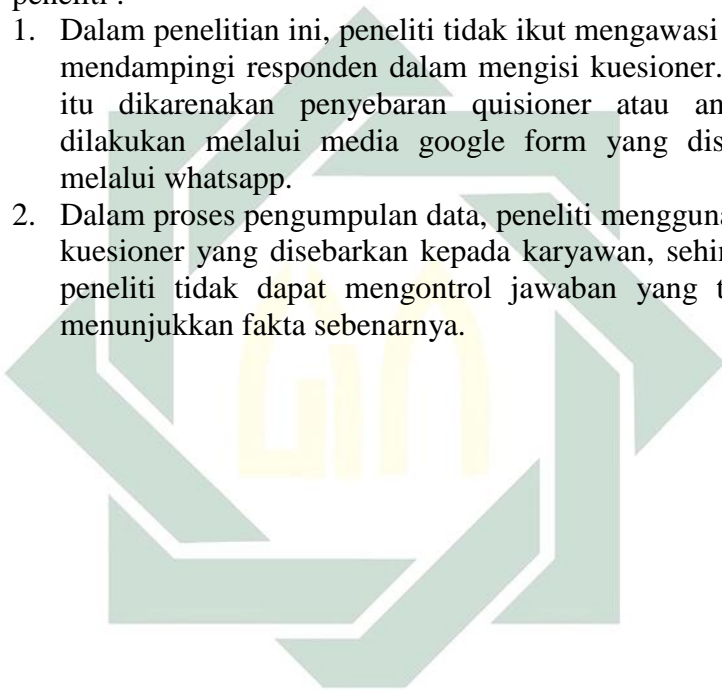 peneliti :
1. Dalam penelitian ini, peneliti tidak ikut mengawasi
mendampingi responden dalam mengisi kuesioner.
itu dikarenakan penyebaran quisioner atau
dilakukan melalui media google form yang
melalui whatsapp.
2. Dalam proses pengumpulan data, peneliti
kuesioner yang disebarkan kepada karyawan,
peneliti tidak dapat mengontrol jawaban yang
menunjukkan fakta sebenarnya.